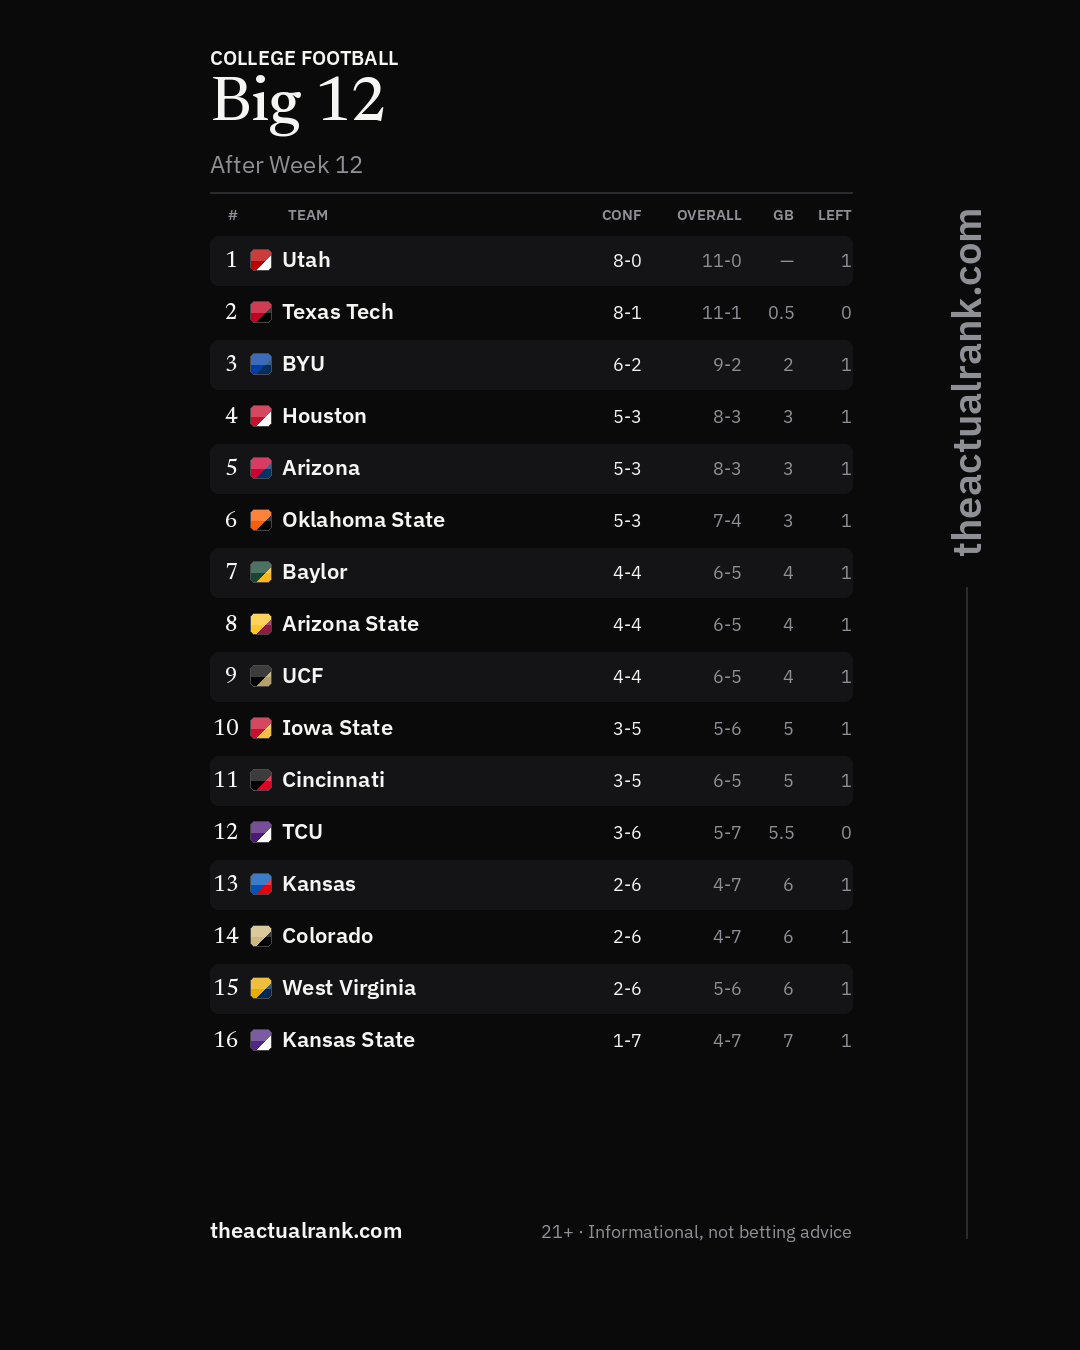 COLLEGE FOOTBALL
Big 12
After Week 12
# TEAM CONF OVERALL GB LEFT
1 Utah 8-0 11-0 — 1
2 Texas Tech 8-1 11-1 0.5 0
3 BYU 6-2 9-2 2 1
4 Houston 5-3 8-3 3 1
5 Arizona 5-3 8-3 3 1
6 Oklahoma State 5-3 7-4 3 1
7 Baylor 4-4 6-5 4 1
8 Arizona State 4-4 6-5 4 1
9 UCF 4-4 6-5 4 1
10 Iowa State 3-5 5-6 5 1
11 Cincinnati 3-5 6-5 5 1
12 TCU 3-6 5-7 5.5 0
13 Kansas 2-6 4-7 6 1
14 Colorado 2-6 4-7 6 1
15 West Virginia 2-6 5-6 6 1
16 Kansas State 1-7 4-7 7 1
theactualrank.com 21+ · Informational, not betting advice
theactualrank.com